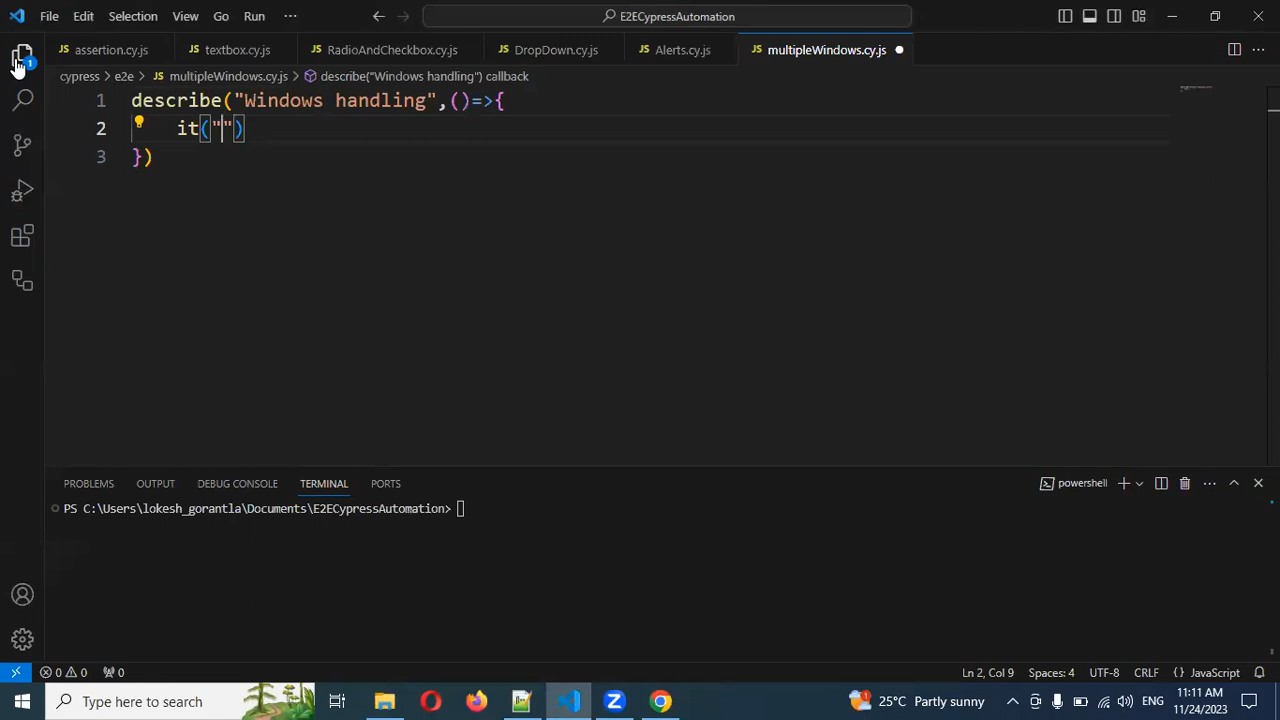 File Edit Selection View Go Run ··· E2ECypressAutomation
assertion.cy.js textbox.cy.js RadioAndCheckbox.cy.js DropDown.cy.js Alerts.cy.js multipleWindows.cy.js
cypress > e2e > JS multipleWindows.cy.js > describe("Windows handling") callback
1 describe("Windows handling",()=>{
2 it("")
3 })
1
PROBLEMS OUTPUT DEBUG CONSOLE TERMINAL PORTS powershell
PS C:\Users\lokesh_gorantla\Documents\E2ECypressAutomation>
0 0 0 Ln 2, Col 9 Spaces: 4 UTF-8 CRLF {} JavaScript
Type here to search 1 25°C Partly sunny ENG 11:11 AM
11/24/2023